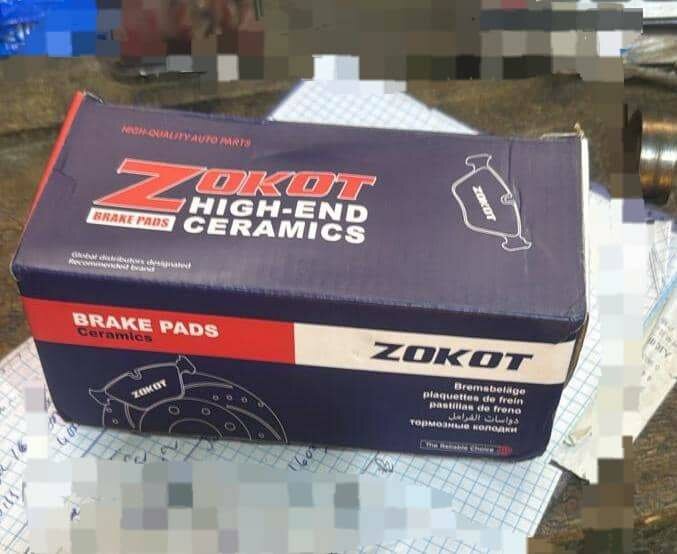 HIGH-QUALITY AUTO PARTS
ZOKOT
BRAKE PADS
HIGH-END
CERAMICS
ZOKOT
Global distributors designated
Recommended brand
BRAKE PADS
Ceramics
ZOKOT
ZOKOT
Bremsbeläge
plaquettes de frein
pastillas de freno
دواسات الفرامل
тормозные колодки
The Reliable Choice